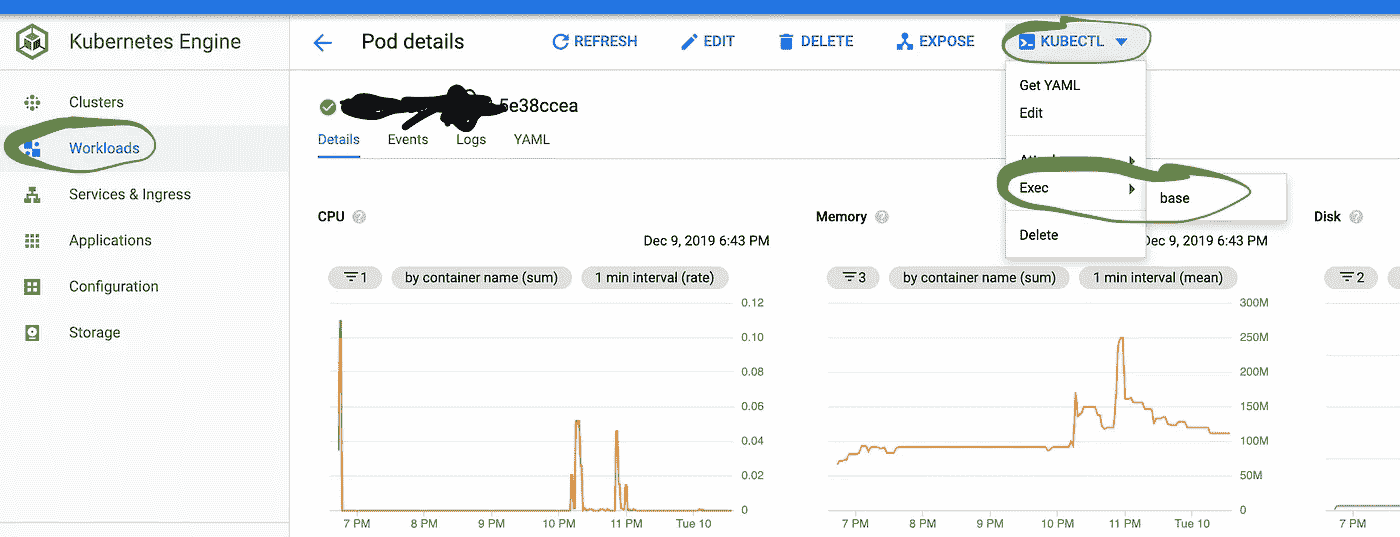 Kubernetes Engine
Pod details
REFRESH
EDIT
DELETE
EXPOSE
KUBECTL
Clusters
Workloads
Services & Ingress
Applications
Configuration
Storage
5e38ccea
Details Events Logs YAML
Get YAML
Edit
Exec
base
Delete
CPU
Dec 9, 2019 6:43 PM
1
by container name (sum)
1 min interval (rate)
0.12
0.10
0.08
0.06
0.04
0.02
0
7 PM 8 PM 9 PM 10 PM 11 PM Tue 10
Memory
Dec 9, 2019 6:43 PM
3
by container name (sum)
1 min interval (mean)
300M
250M
200M
150M
100M
50M
0
7 PM 8 PM 9 PM 10 PM 11 PM Tue 10
Disk
2
7 PM